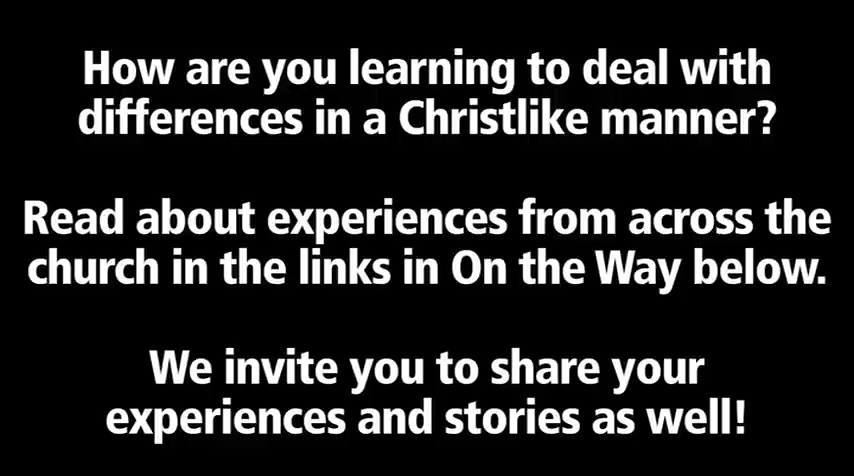 How are you learning to deal with
differences in a Christlike manner?
Read about experiences from across the
church in the links in On the Way below.
We invite you to share your
experiences and stories as well!